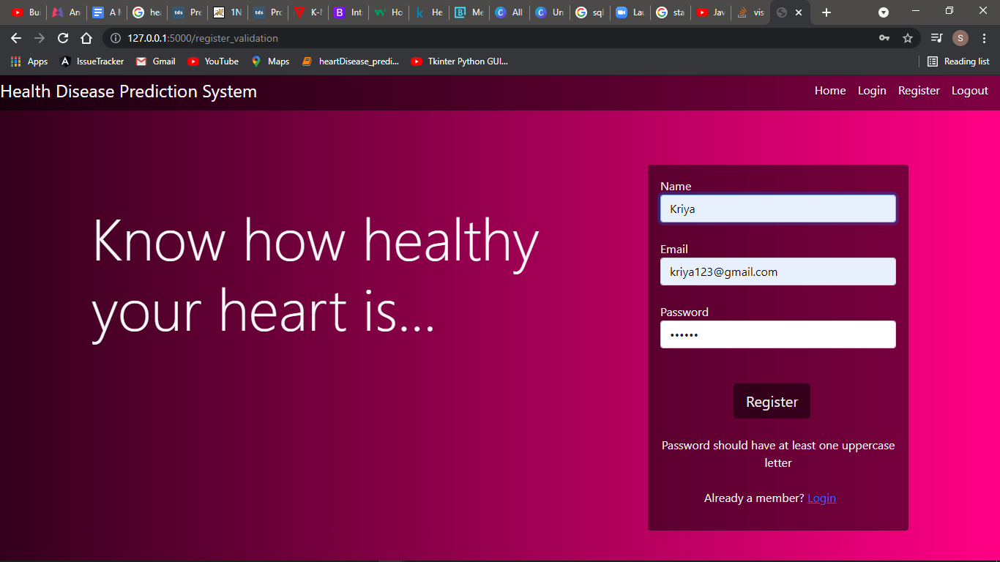 Bui
An
A M
hea
Pre
1N
Pro
K-N
Int
Ho
He
Me
All
Un
sql
Lau
sta
Jav
vis
127.0.0.1:5000/register_validation
S
Apps
IssueTracker
Gmail
YouTube
Maps
heartDisease_predi...
Tkinter Python GUI...
Reading list
Health Disease Prediction System
Home Login Register Logout
Know how healthy
your heart is...
Name
Kriya
Email
kriya123@gmail.com
Password
••••••
Register
Password should have at least one uppercase
letter
Already a member? Login